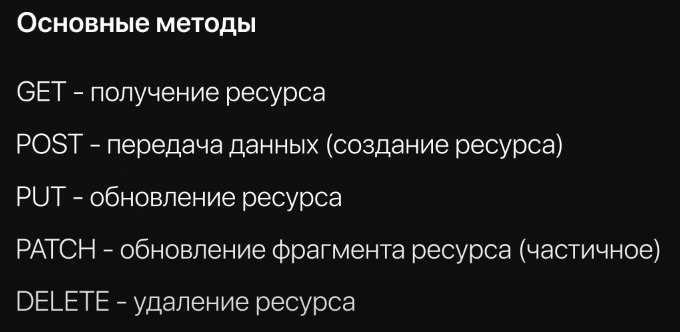 Основные методы
GET - получение ресурса
POST - передача данных (создание ресурса)
PUT - обновление ресурса
PATCH - обновление фрагмента ресурса (частичное)
DELETE - удаление ресурса